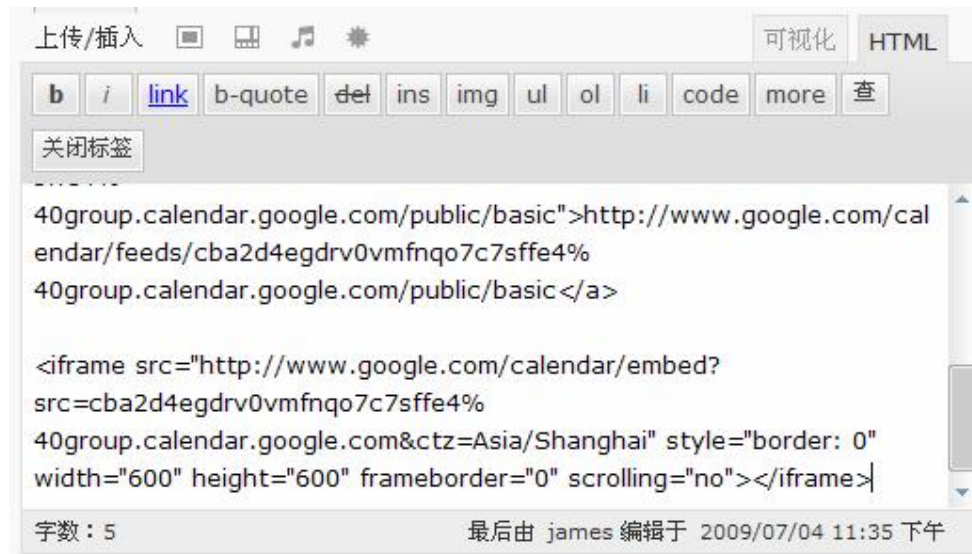 上传/插入
可视化 HTML
b i link b-quote del ins img ul ol li code more 查
关闭标签
40group.calendar.google.com/public/basic">http://www.google.com/cal
endar/feeds/cba2d4egdrv0vmfnqo7c7sffe4%
40group.calendar.google.com/public/basic</a>
<iframe src="http://www.google.com/calendar/embed?
src=cba2d4egdrv0vmfnqo7c7sffe4%
40group.calendar.google.com&ctz=Asia/Shanghai" style="border: 0"
width="600" height="600" frameborder="0" scrolling="no"></iframe>
字数：5 最后由 james 编辑于 2009/07/04 11:35 下午